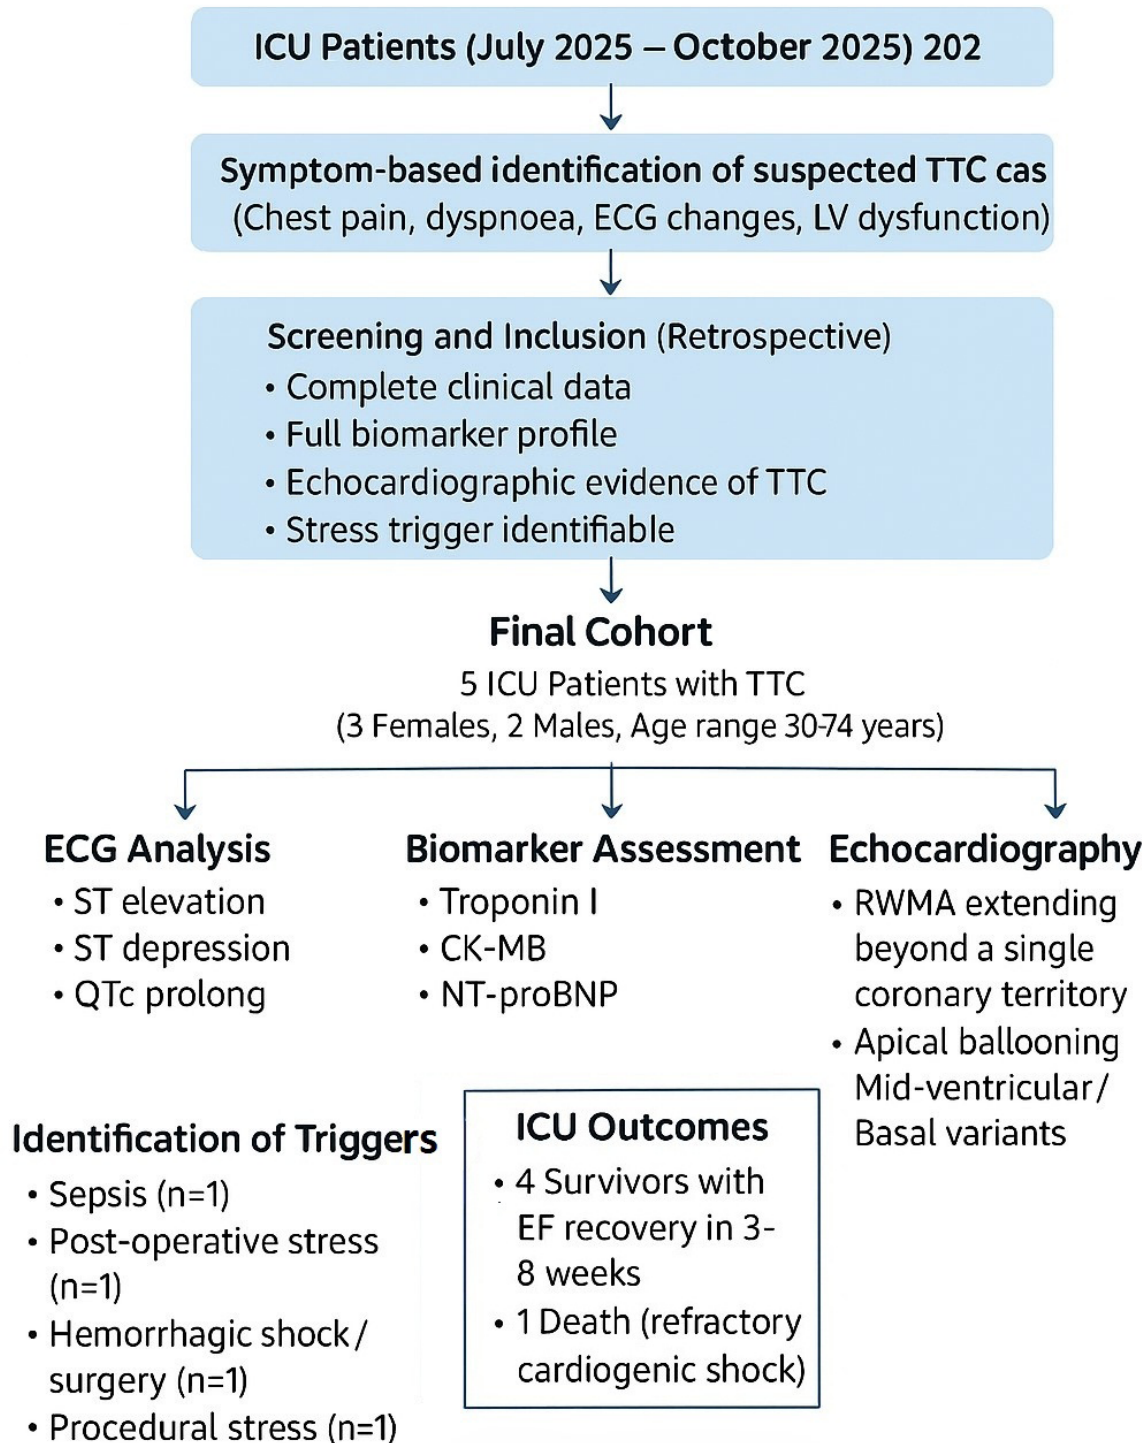 ICU Patients (July 2025 – October 2025) 202
Symptom-based identification of suspected TTC cas
(Chest pain, dyspnoea, ECG changes, LV dysfunction)
Screening and Inclusion (Retrospective)
• Complete clinical data
• Full biomarker profile
• Echocardiographic evidence of TTC
• Stress trigger identifiable
Final Cohort
5 ICU Patients with TTC
(3 Females, 2 Males, Age range 30-74 years)
ECG Analysis
• ST elevation
• ST depression
• QTc prolong
Biomarker Assessment
• Troponin I
• CK-MB
• NT-proBNP
Echocardiography
• RWMA extending
beyond a single
coronary territory
• Apical ballooning
Mid-ventricular/
Basal variants
Identification of Triggers
• Sepsis (n=1)
• Post-operative stress
(n=1)
• Hemorrhagic shock/
surgery (n=1)
• Procedural stress (n=1)
ICU Outcomes
• 4 Survivors with
EF recovery in 3-
8 weeks
• 1 Death (refractory
cardiogenic shock)